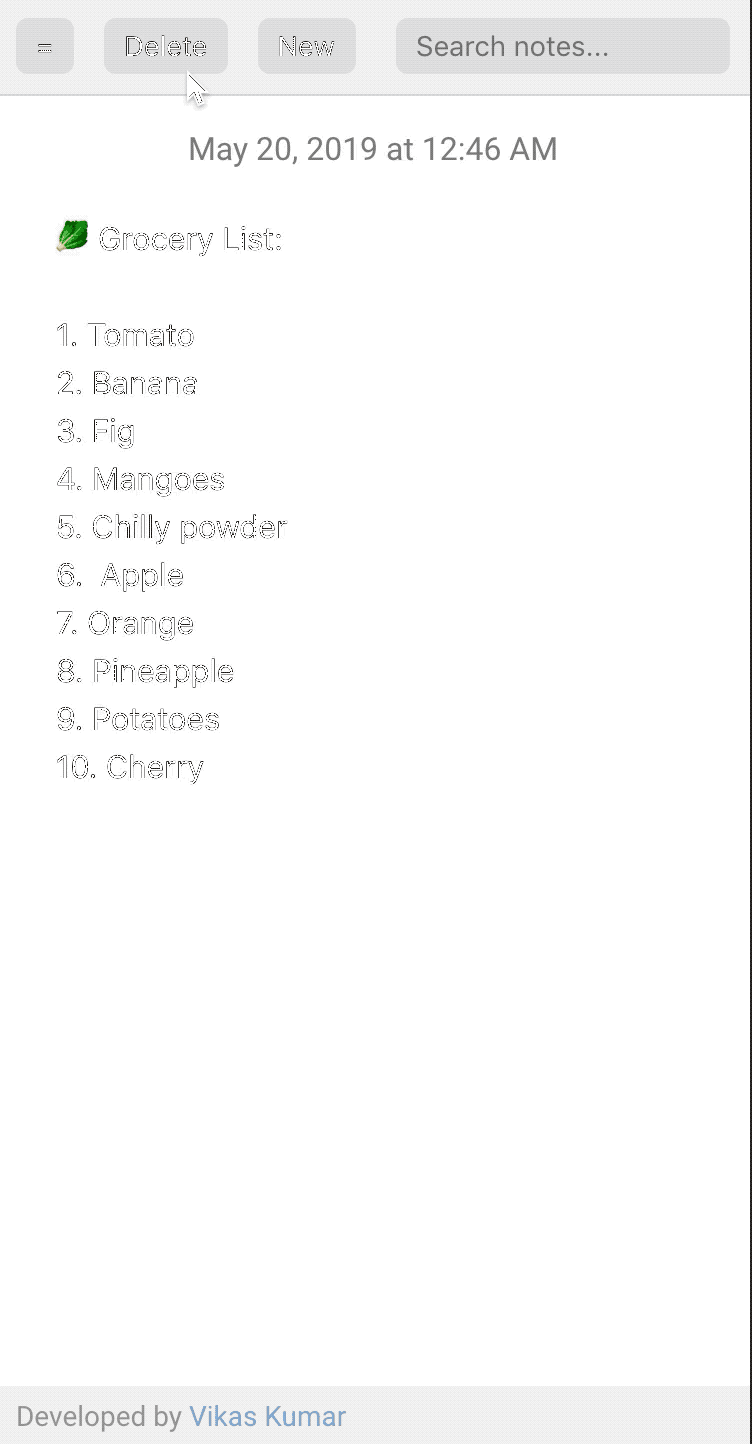 = Delete New Search notes...
May 20, 2019 at 12:46 AM
🥬 Grocery List:
1. Tomato
2. Banana
3. Fig
4. Mangoes
5. Chilly powder
6.  Apple
7. Orange
8. Pineapple
9. Potatoes
10. Cherry
Developed by Vikas Kumar